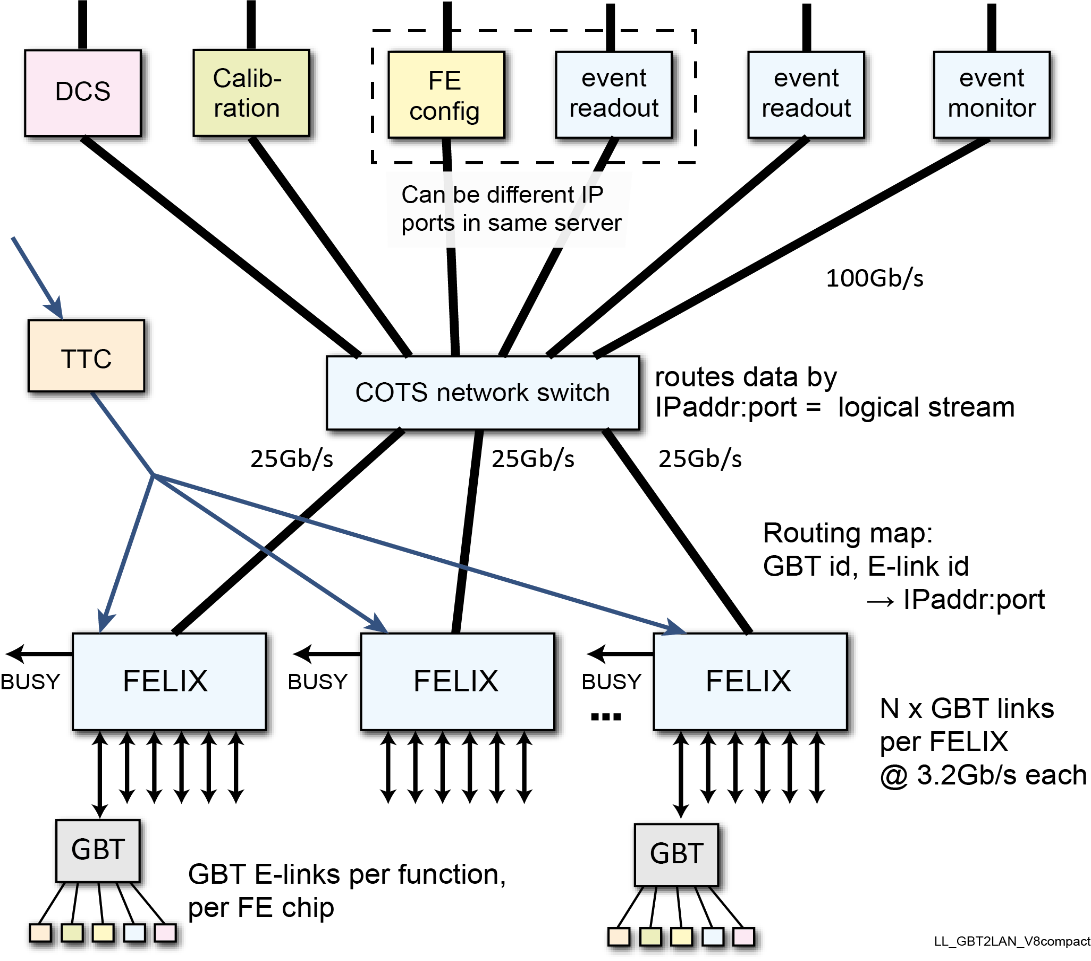 DCS
Calib-
ration
FE
config
event
readout
event
readout
event
monitor
Can be different IP
ports in same server
100Gb/s
TTC
COTS network switch
routes data by
IPaddr:port = logical stream
25Gb/s
25Gb/s
25Gb/s
Routing map:
GBT id, E-link id
→ IPaddr:port
BUSY
FELIX
BUSY
FELIX
BUSY
...
FELIX
N x GBT links
per FELIX
@ 3.2Gb/s each
GBT
GBT E-links per function,
per FE chip
GBT
LL_GBT2LAN_V8compact